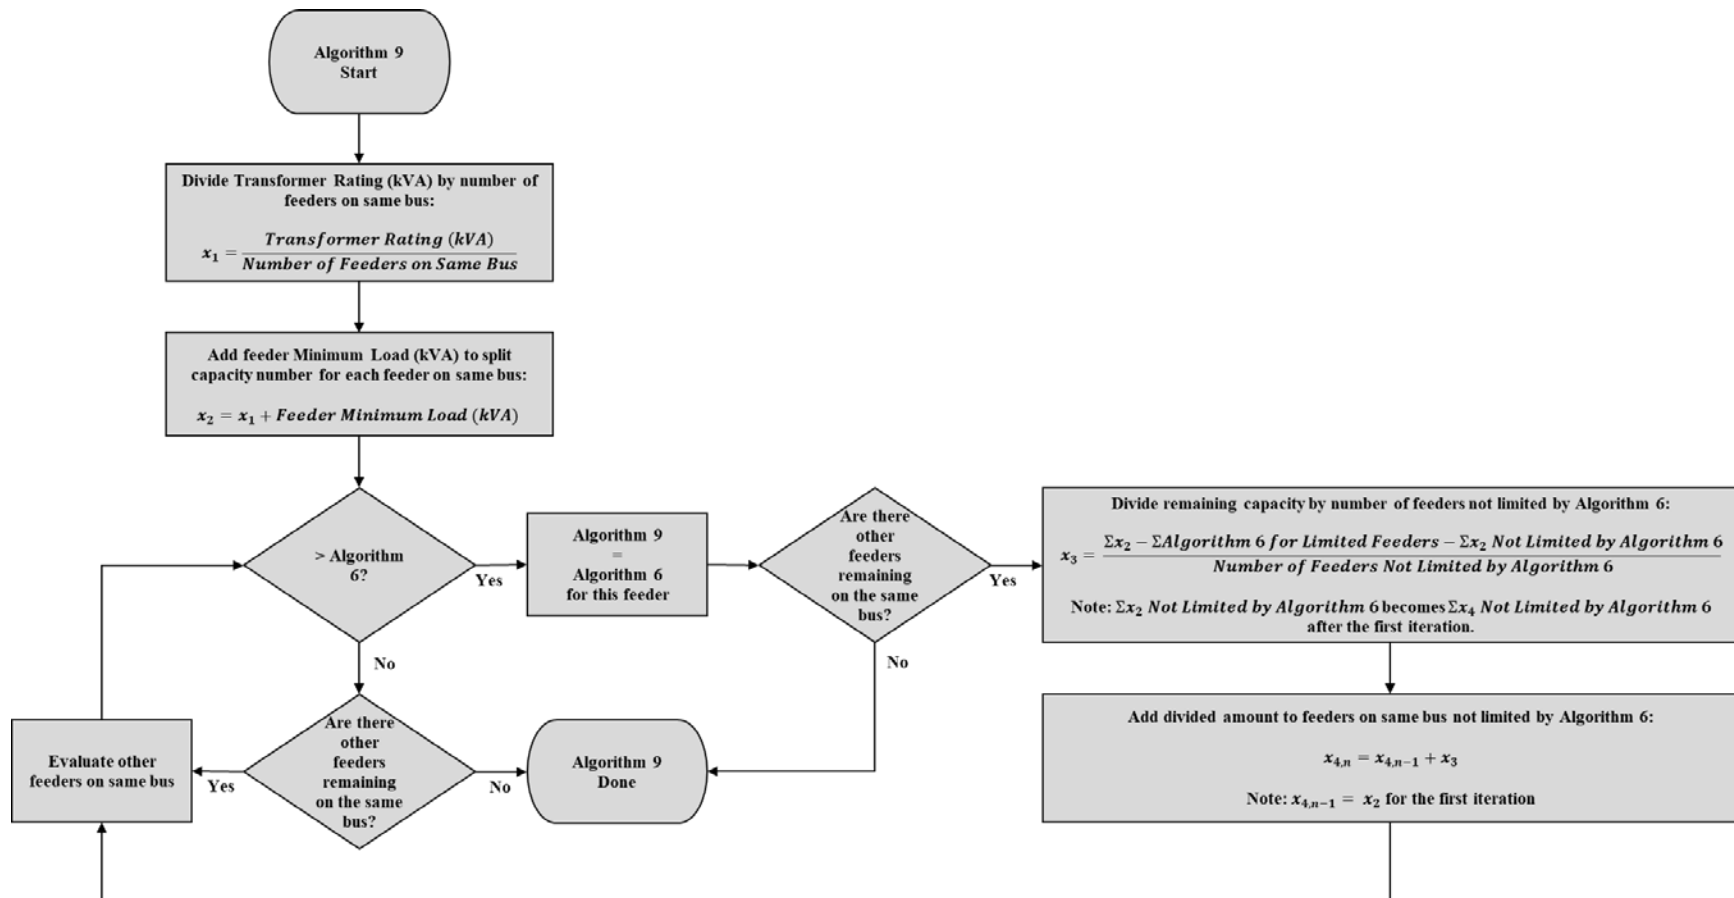 Algorithm 9
Start
Divide Transformer Rating (kVA) by number of
feeders on same bus:
x₁ = Transformer Rating (kVA) / Number of Feeders on Same Bus
Add feeder Minimum Load (kVA) to split
capacity number for each feeder on same bus:
x₂ = x₁ + Feeder Minimum Load (kVA)
> Algorithm
6?
Yes
No
Algorithm 9
=
Algorithm 6
for this feeder
Are there
other
feeders
remaining
on the same
bus?
Yes
No
Divide remaining capacity by number of feeders not limited by Algorithm 6:
x₃ = Σx₂ − ΣAlgorithm 6 for Limited Feeders − Σx₂ Not Limited by Algorithm 6 / Number of Feeders Not Limited by Algorithm 6
Note: Σx₂ Not Limited by Algorithm 6 becomes Σx₄ Not Limited by Algorithm 6
after the first iteration.
Add divided amount to feeders on same bus not limited by Algorithm 6:
x₄,ₙ = x₄,ₙ₋₁ + x₃
Note: x₄,ₙ₋₁ = x₂ for the first iteration
Evaluate other
feeders on same bus
Yes
Are there
other
feeders
remaining
on the same
bus?
No
Algorithm 9
Done